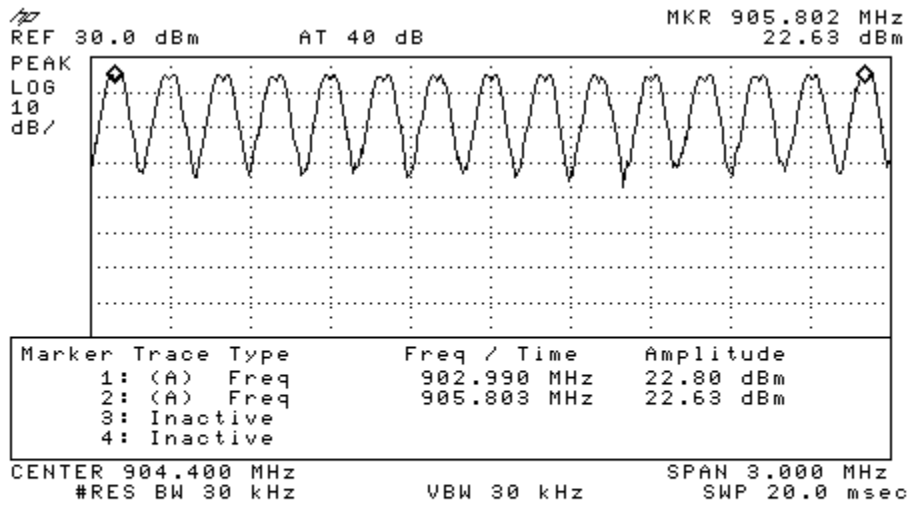 hp
MKR 905.802 MHz
REF 30.0 dBm AT 40 dB 22.63 dBm
PEAK
LOG
10
dB/
Marker Trace Type Freq / Time Amplitude
1: (A) Freq 902.990 MHz 22.80 dBm
2: (A) Freq 905.803 MHz 22.63 dBm
3: Inactive
4: Inactive
CENTER 904.400 MHz SPAN 3.000 MHz
#RES BW 30 kHz VBW 30 kHz SWP 20.0 msec